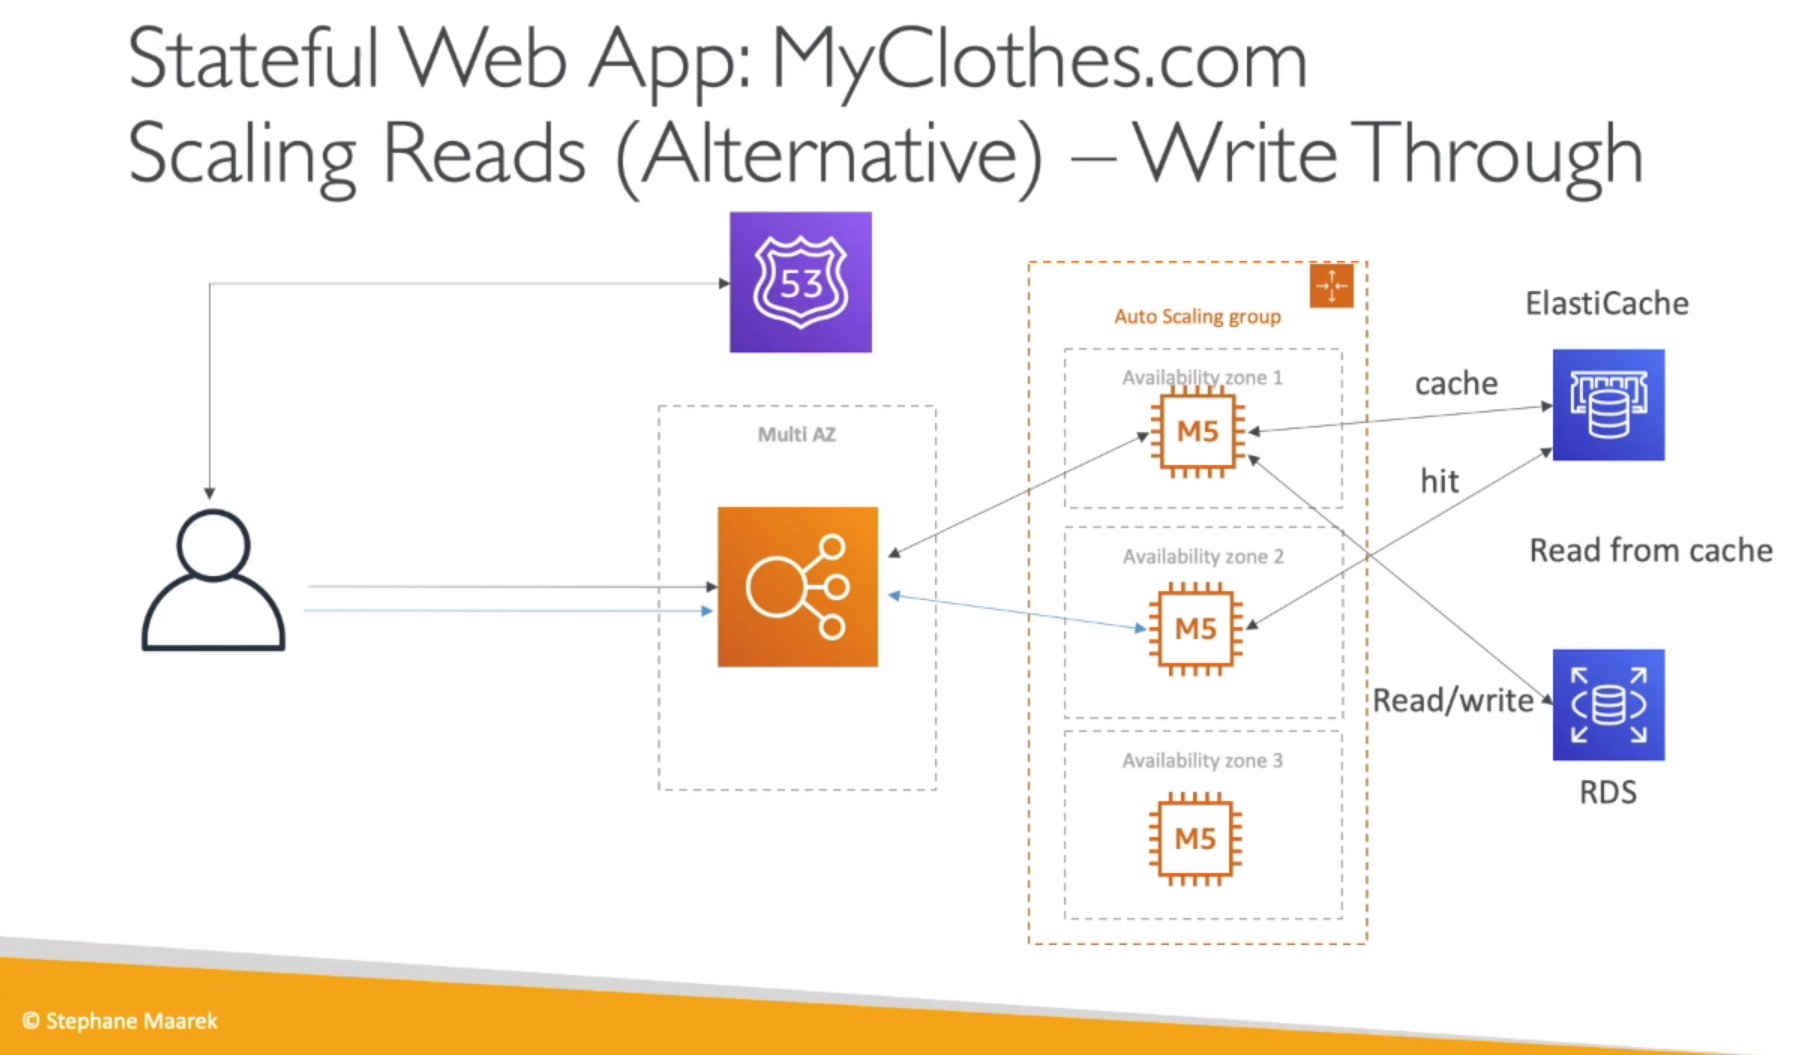 Stateful Web App: MyClothes.com
Scaling Reads (Alternative) – Write Through
53
Auto Scaling group
ElastiCache
Availability zone 1
cache
M5
Multi AZ
hit
Availability zone 2
Read from cache
M5
Read/write
Availability zone 3
RDS
M5
© Stephane Maarek